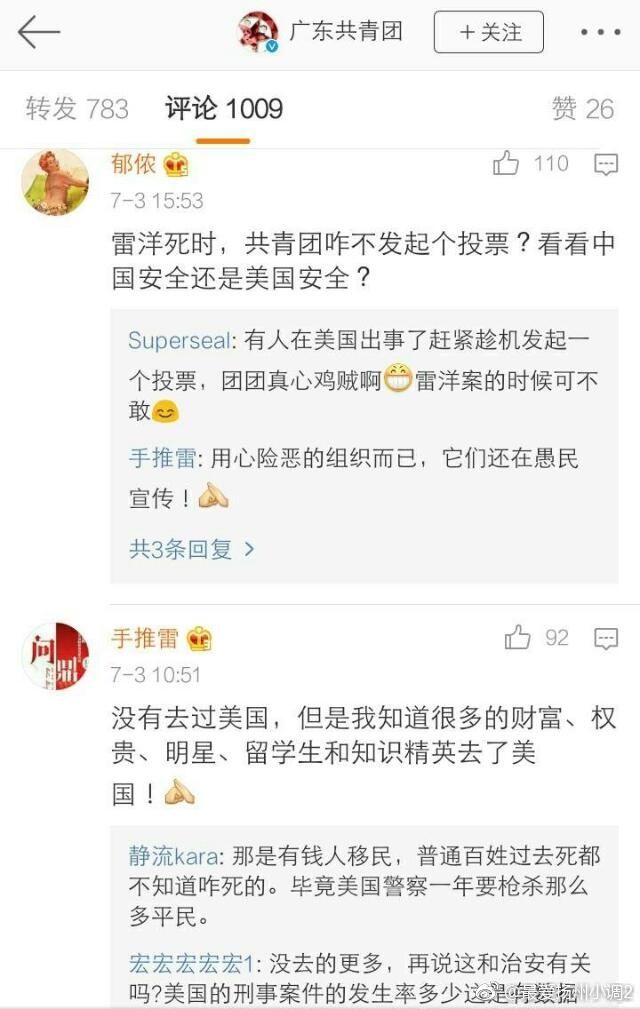 广东共青团
+关注
转发 783 评论 1009 赞 26
郁侬
110
7-3 15:53
雷洋死时，共青团咋不发起个投票？看看中
国安全还是美国安全？
Superseal: 有人在美国出事了赶紧趁机发起一
个投票，团团真心鸡贼啊😁雷洋案的时候可不
敢😊
手推雷: 用心险恶的组织而已，它们还在愚民
宣传！
共3条回复 >
手推雷
92
7-3 10:51
没有去过美国，但是我知道很多的财富、权
贵、明星、留学生和知识精英去了美
国！
静流kara: 那是有钱人移民，普通百姓过去死都
不知道咋死的。毕竟美国警察一年要枪杀那么
多平民。
宏宏宏宏宏1: 没去的更多，再说这和治安有关
吗?美国的刑事案件的发生率多少这是有数据
@最爱扬州小调2